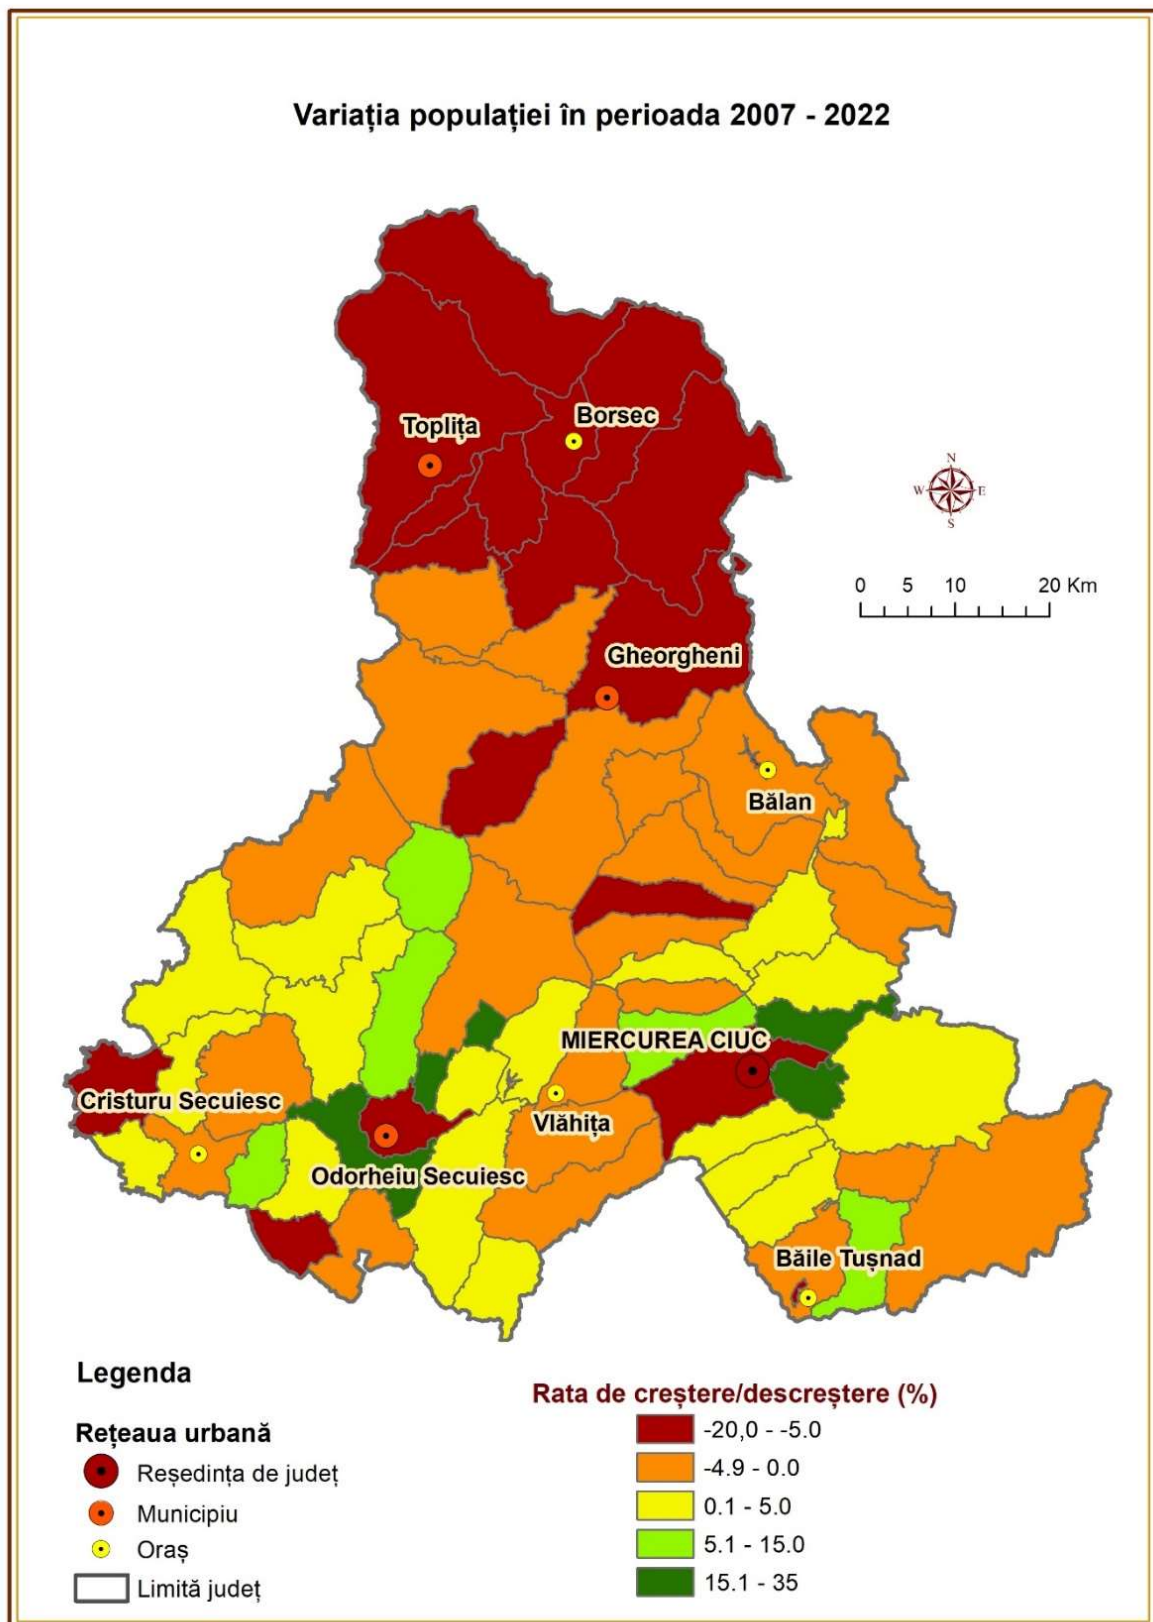 Variația populației în perioada 2007 - 2022
Toplița
Borsec
N
W
E
S
0 5 10 20 Km
Gheorgheni
Bălan
MIERCUREA CIUC
Cristuru Secuiesc
Vlăhița
Odorheiu Secuiesc
Băile Tușnad
Legenda
Rețeaua urbană
Reședința de județ
Municipiu
Oraș
Limită județ
Rata de creștere/descreștere (%)
-20,0 - -5.0
-4.9 - 0.0
0.1 - 5.0
5.1 - 15.0
15.1 - 35